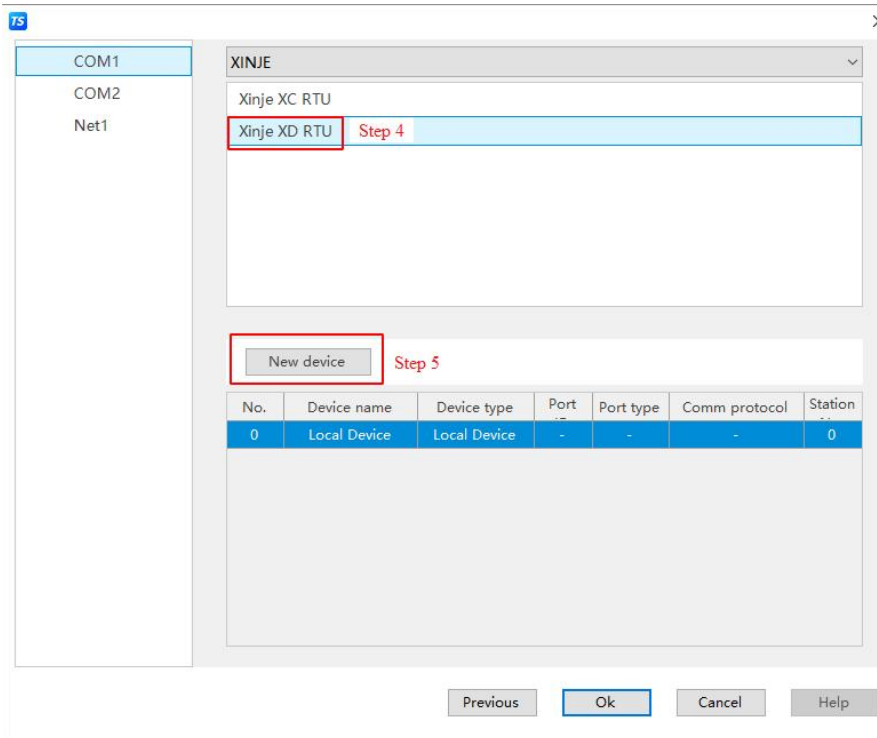 TS
COM1
COM2
Net1
XINJE
Xinje XC RTU
Xinje XD RTU Step 4
New device Step 5
No. Device name Device type Port Port type Comm protocol Station
0 Local Device Local Device - - - 0
Previous Ok Cancel Help